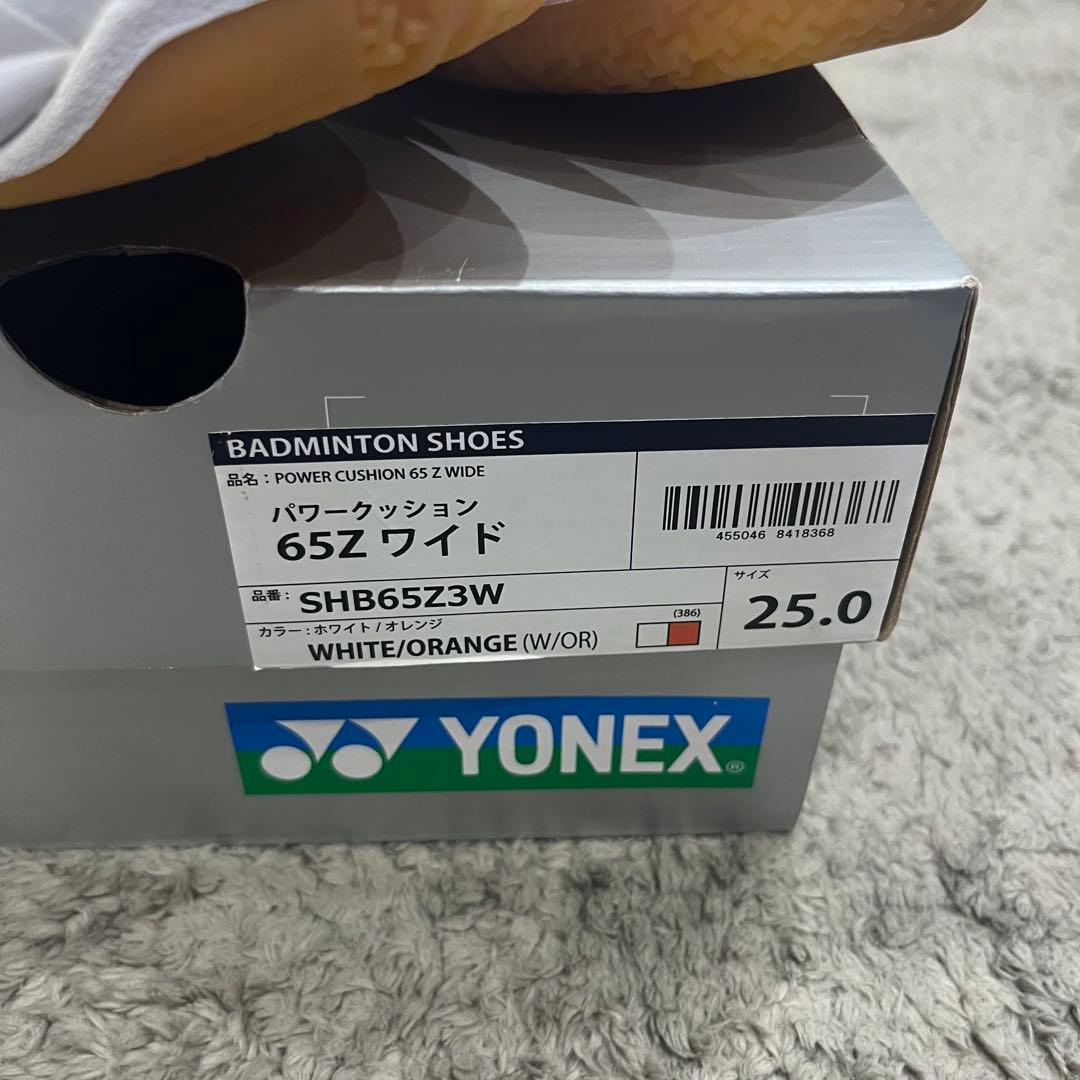 BADMINTON SHOES
品名：POWER CUSHION 65 Z WIDE
パワークッション
65Z ワイド
455046 8418368
品番： SHB65Z3W
サイズ
25.0
カラー：ホワイト / オレンジ
(386)
WHITE/ORANGE (W/OR)
YONEX ®